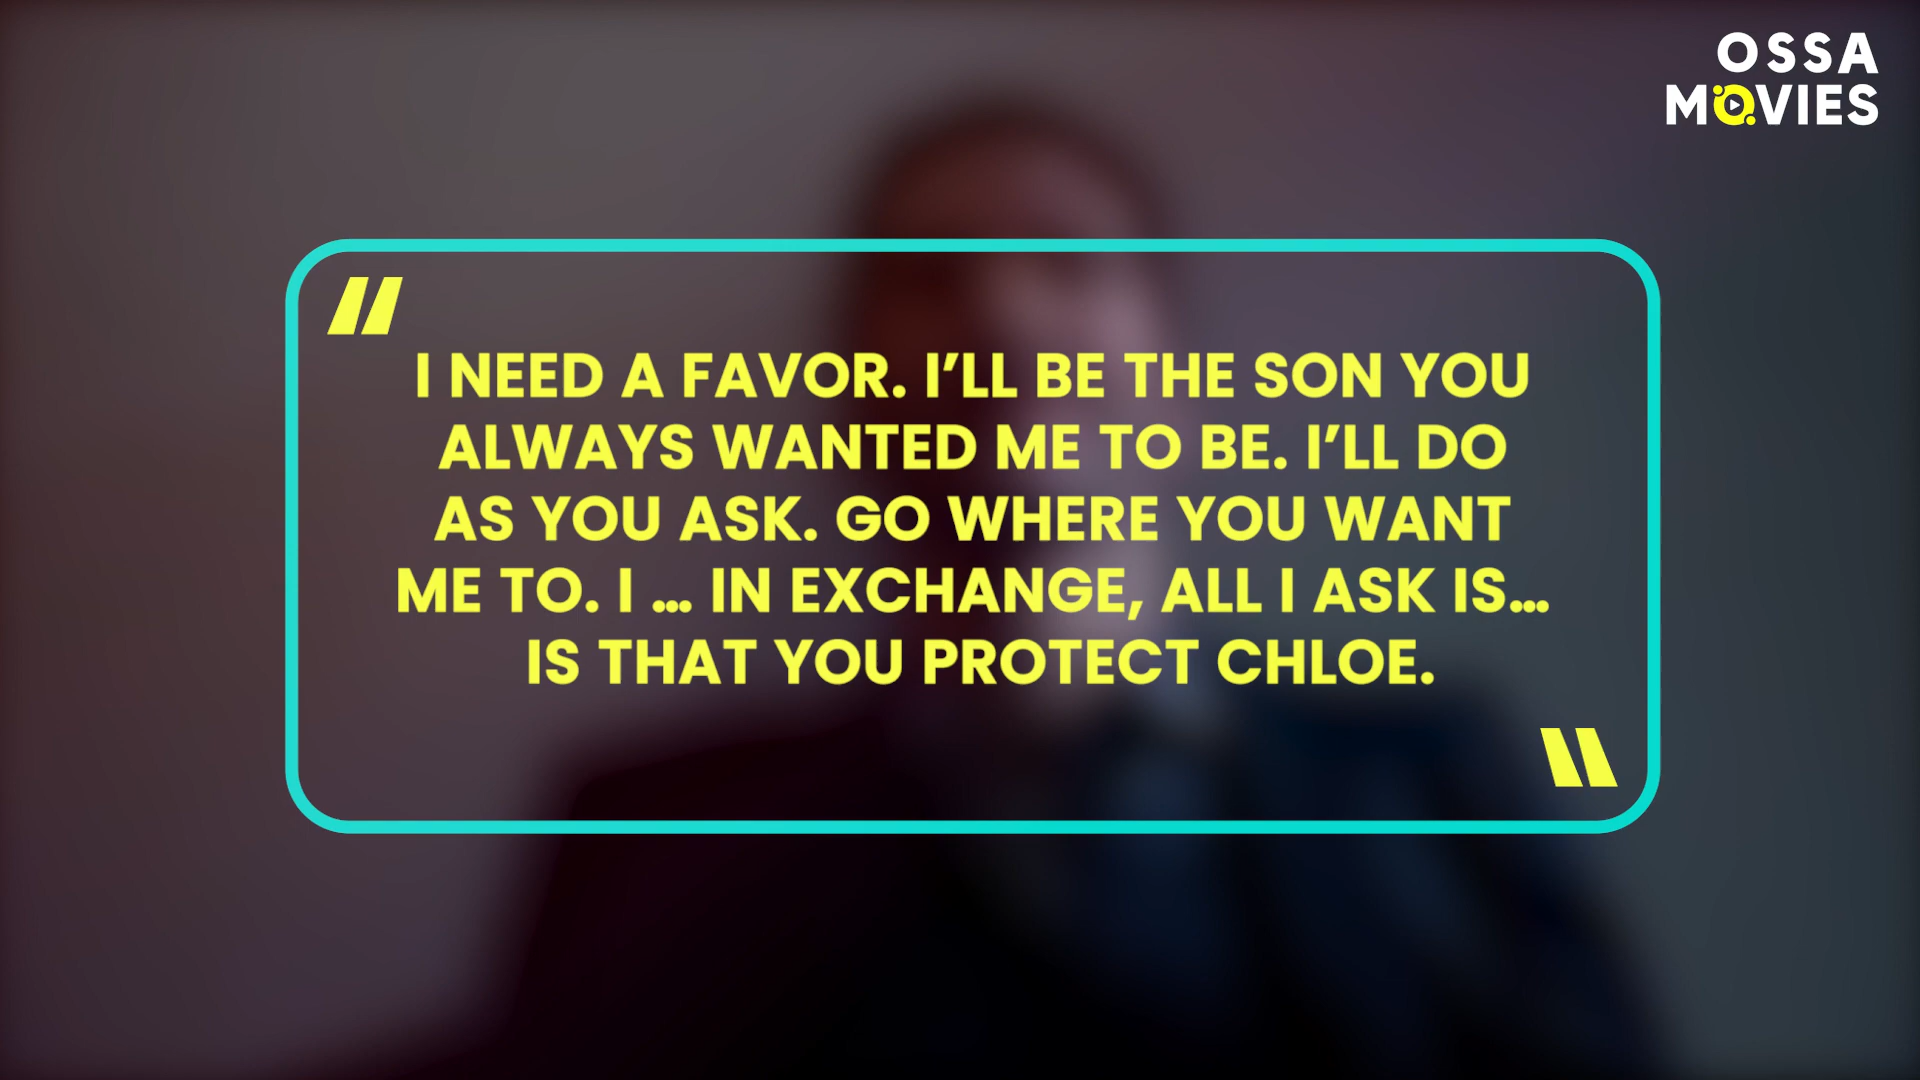 OSSA
MOVIES
I NEED A FAVOR. I’LL BE THE SON YOU
ALWAYS WANTED ME TO BE. I’LL DO
AS YOU ASK. GO WHERE YOU WANT
ME TO. I ... IN EXCHANGE, ALL I ASK IS...
IS THAT YOU PROTECT CHLOE.